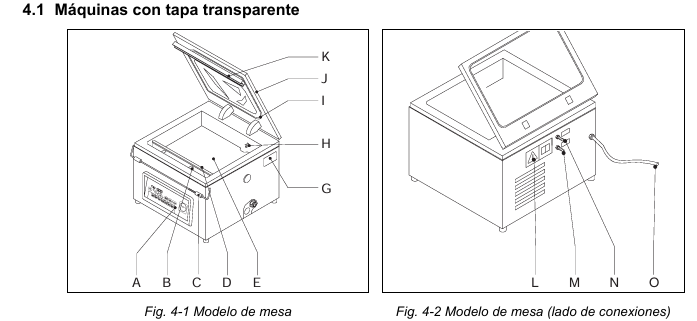 4.1 Máquinas con tapa transparente
K
J
I
H
G
A B C D E
L M N O
Fig. 4-1 Modelo de mesa
Fig. 4-2 Modelo de mesa (lado de conexiones)